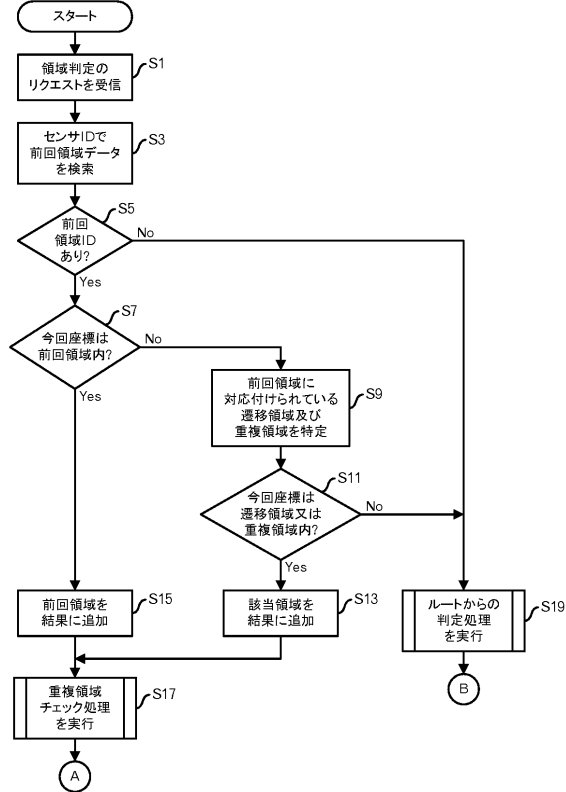 スタート
領域判定の
リクエストを受信
S1
センサIDで
前回領域データ
を検索
S3
前回
領域ID
あり?
S5
No
Yes
今回座標は
前回領域内?
S7
No
Yes
前回領域に
対応付けられている
遷移領域及び
重複領域を特定
S9
今回座標は
遷移領域又は
重複領域内?
S11
No
Yes
前回領域を
結果に追加
S15
該当領域を
結果に追加
S13
ルートからの
判定処理
を実行
S19
重複領域
チェック処理
を実行
S17
B
A